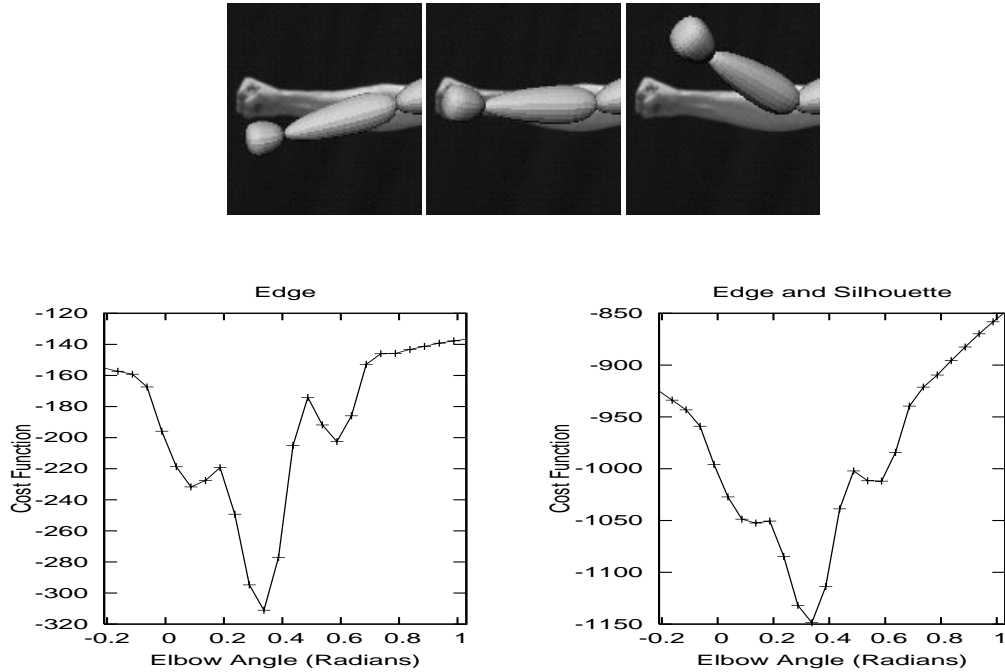 Edge
-120
-140
-160
-180
-200
-220
-240
-260
-280
-300
-320
Cost Function
-0.2 0 0.2 0.4 0.6 0.8 1
Elbow Angle (Radians)
Edge and Silhouette
-850
-900
-950
-1000
-1050
-1100
-1150
Cost Function
-0.2 0 0.2 0.4 0.6 0.8 1
Elbow Angle (Radians)